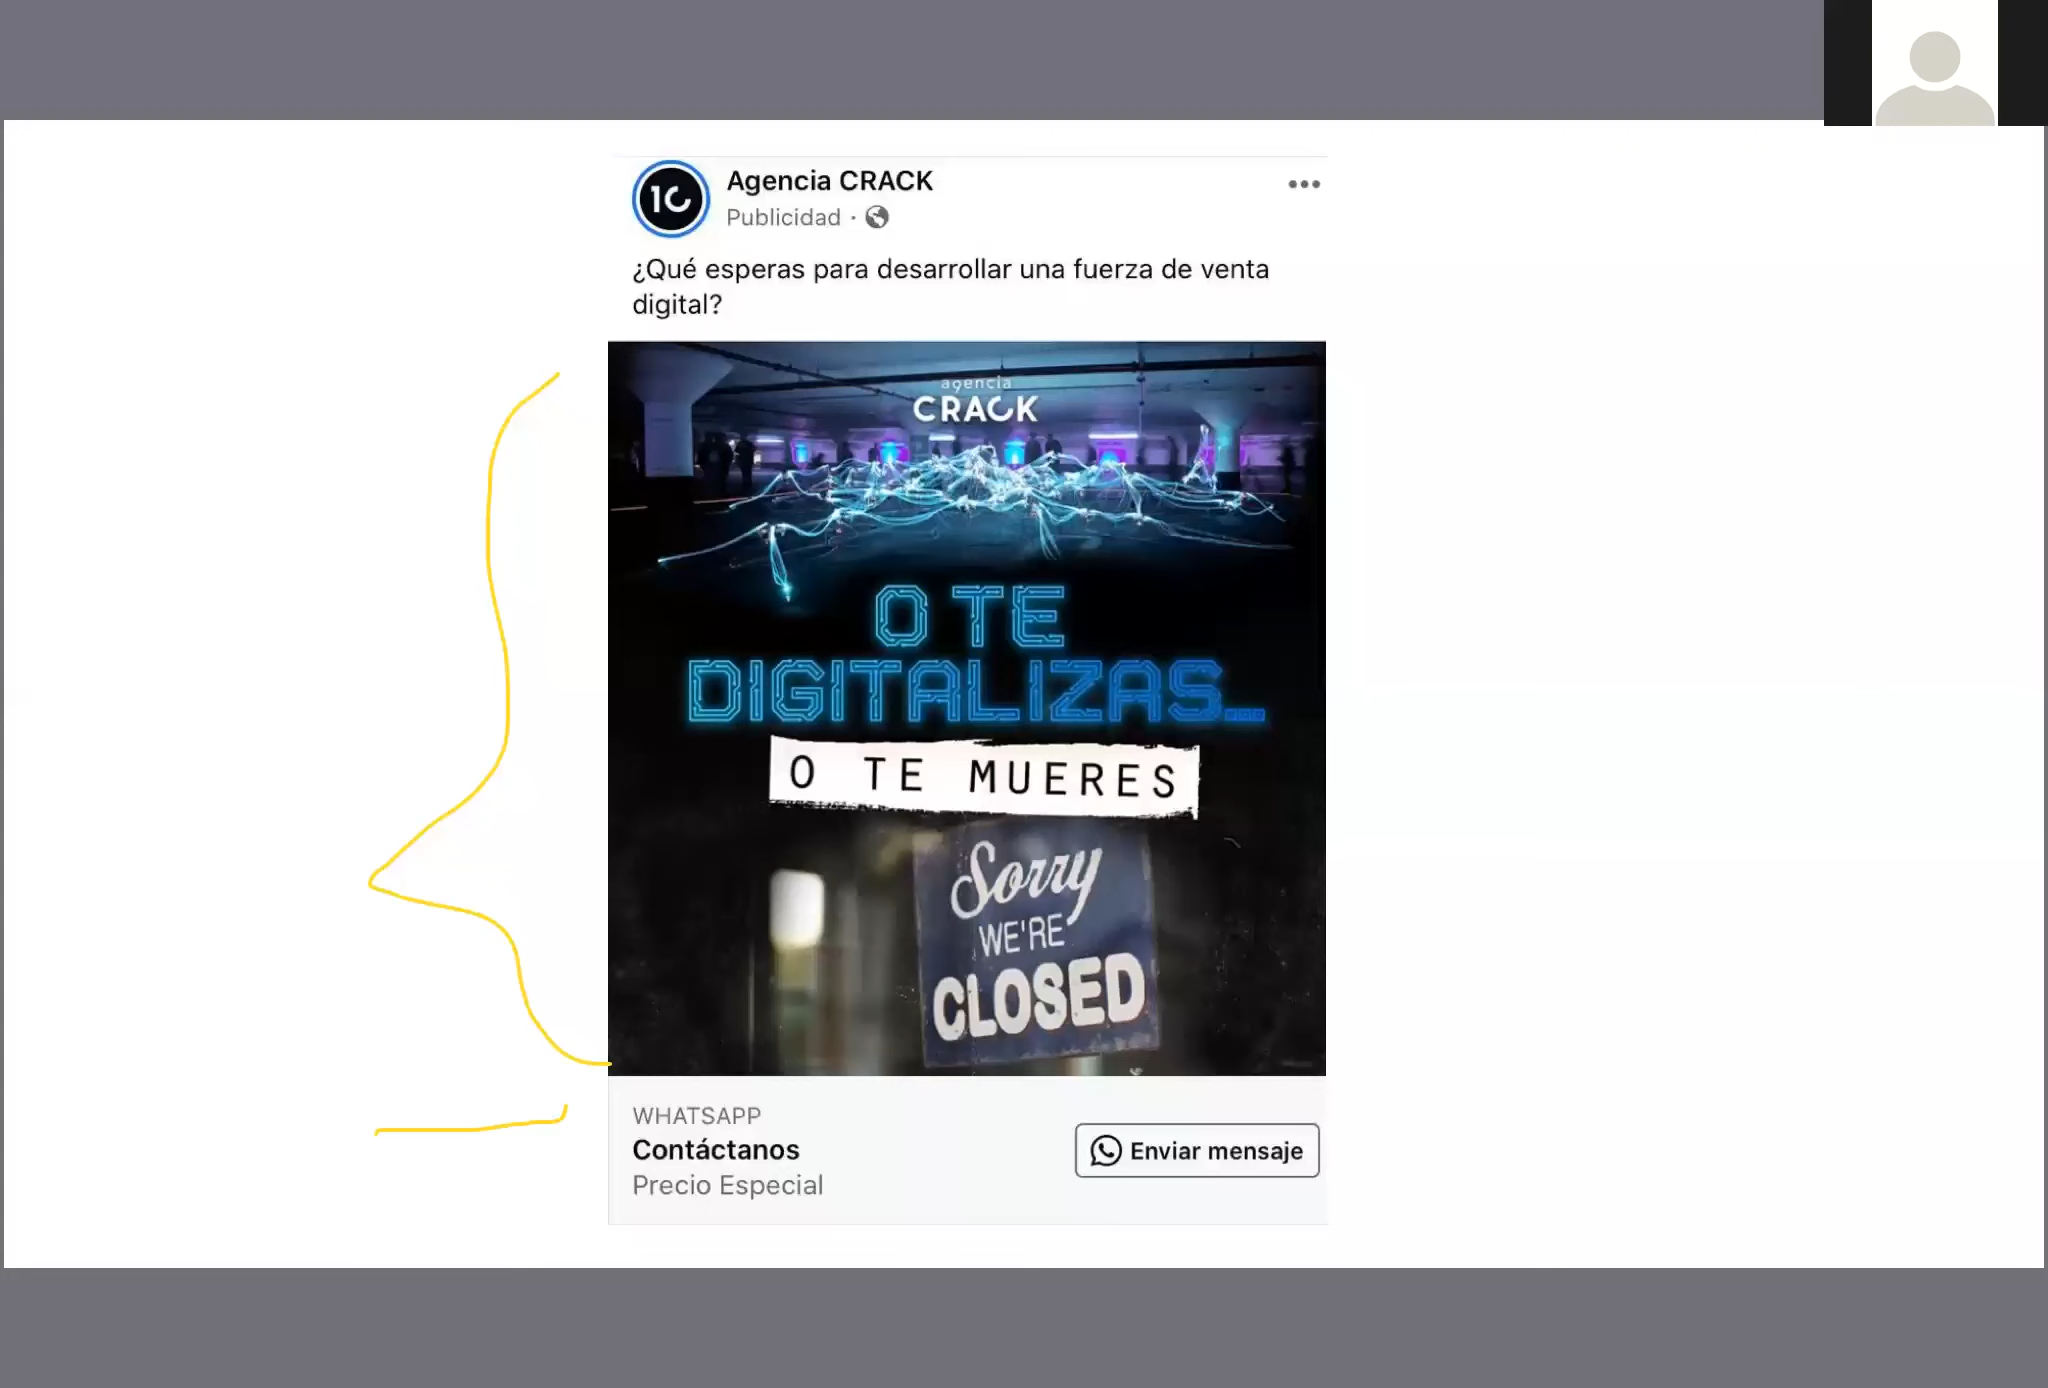 Agencia CRACK
Publicidad ·
¿Qué esperas para desarrollar una fuerza de venta
digital?
agencia
CRACK
O TE
DIGITALIZAS...
O TE MUERES
Sorry
WE'RE
CLOSED
WHATSAPP
Contáctanos
Precio Especial
Enviar mensaje